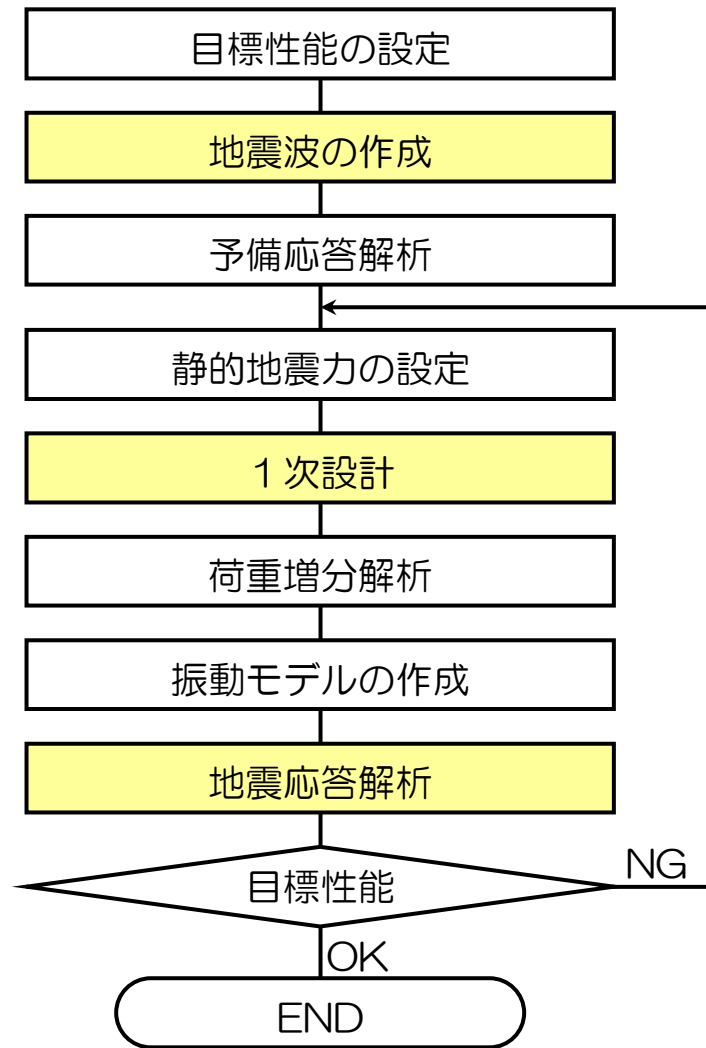 目標性能の設定
地震波の作成
予備応答解析
静的地震力の設定
１次設計
荷重増分解析
振動モデルの作成
地震応答解析
目標性能
NG
OK
END